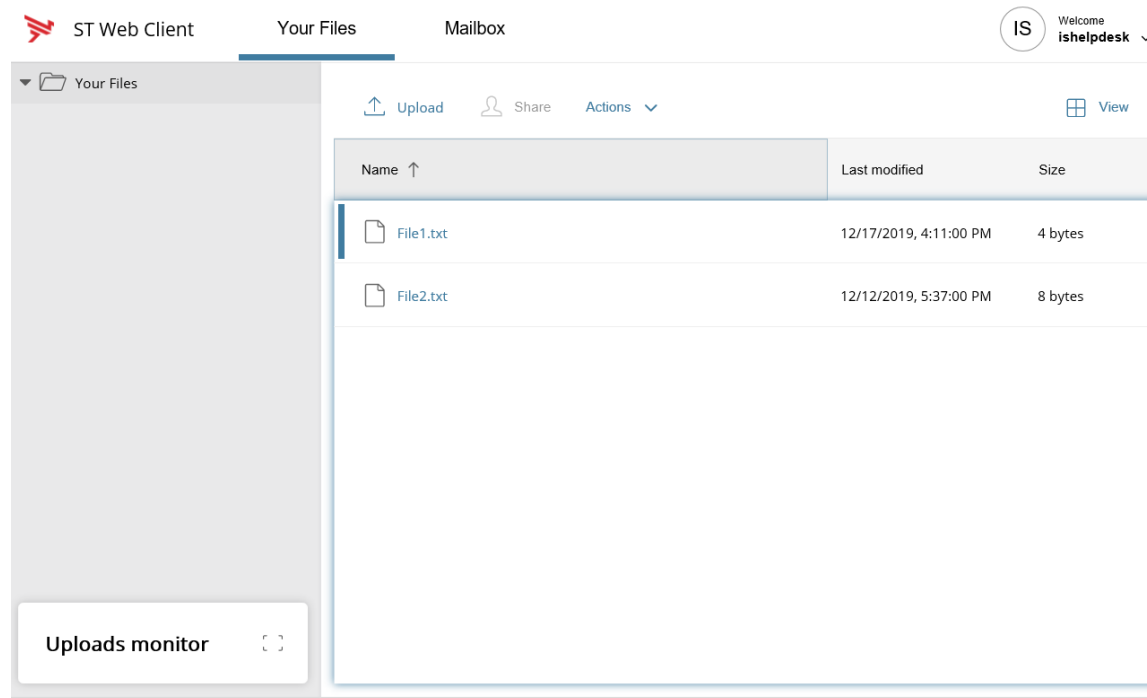 ST Web Client
Your Files
Mailbox
IS
Welcome
ishelpdesk
Your Files
Upload
Share
Actions
View
Name
Last modified
Size
File1.txt 12/17/2019, 4:11:00 PM 4 bytes
File2.txt 12/12/2019, 5:37:00 PM 8 bytes
Uploads monitor